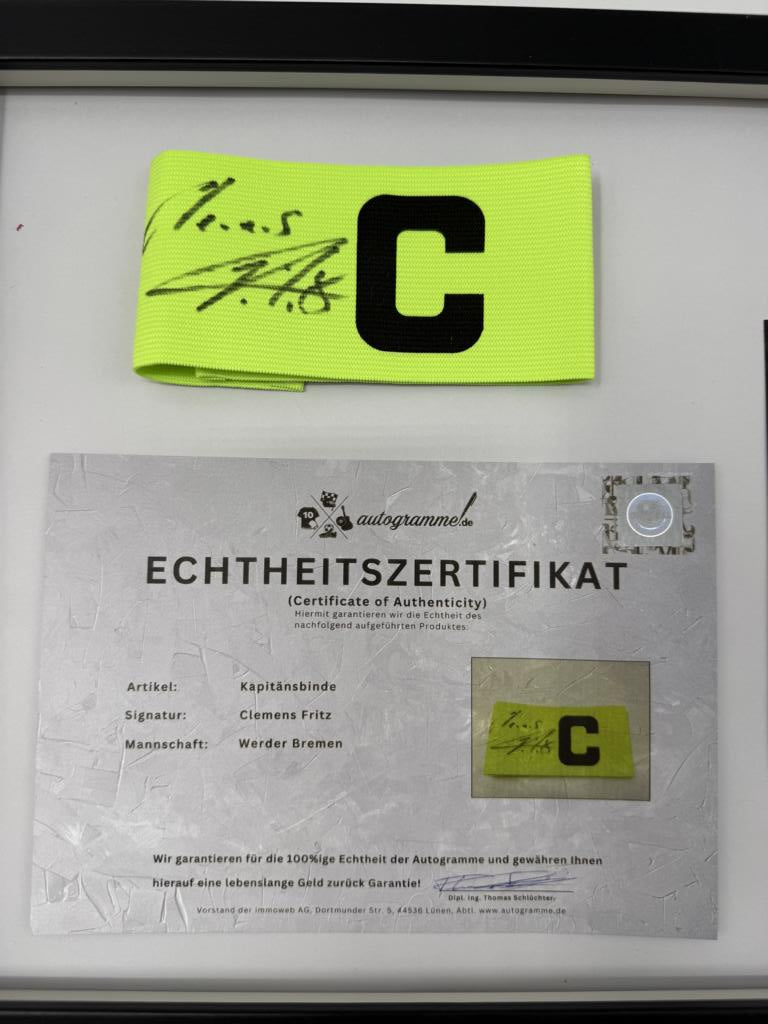 C
10
autogramme.de
ECHTHEITSZERTIFIKAT
(Certificate of Authenticity)
Hiermit garantieren wir die Echtheit des
nachfolgend aufgeführten Produktes:
Artikel: Kapitänsbinde
Signatur: Clemens Fritz
Mannschaft: Werder Bremen
C
Wir garantieren für die 100%ige Echtheit der Autogramme und gewähren Ihnen
hierauf eine lebenslange Geld zurück Garantie!
Dipl. Ing. Thomas Schlüchter,
Vorstand der immoweb AG, Dortmunder Str. 5, 44536 Lünen, Abtl. www.autogramme.de